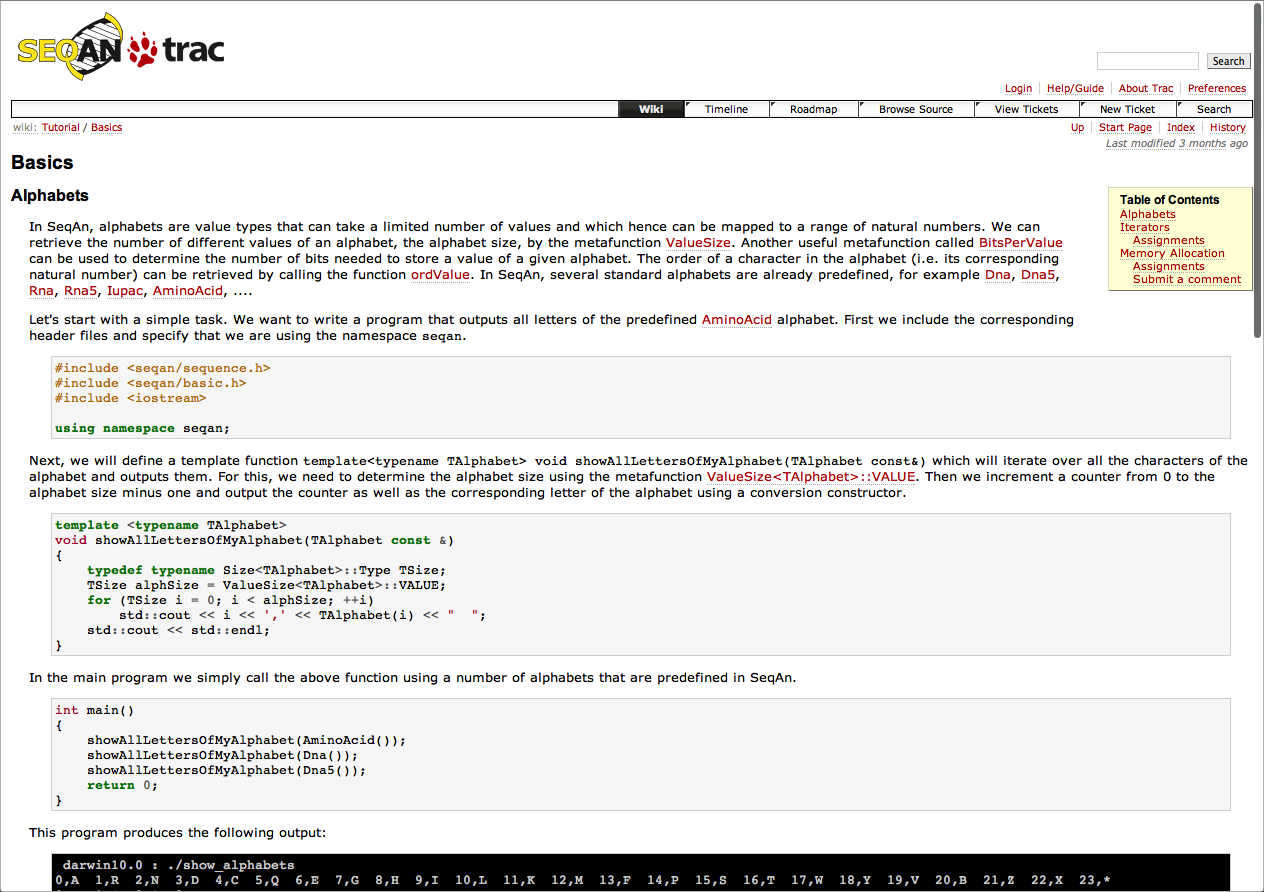 SEQAN trac
Search
Login Help/Guide About Trac Preferences
Wiki Timeline Roadmap Browse Source View Tickets New Ticket Search
wiki: Tutorial / Basics
Up Start Page Index History
Last modified 3 months ago
Basics
Alphabets
Table of Contents
Alphabets
Iterators
Assignments
Memory Allocation
Assignments
Submit a comment
In SeqAn, alphabets are value types that can take a limited number of values and which hence can be mapped to a range of natural numbers. We can
retrieve the number of different values of an alphabet, the alphabet size, by the metafunction ValueSize. Another useful metafunction called BitsPerValue
can be used to determine the number of bits needed to store a value of a given alphabet. The order of a character in the alphabet (i.e. its corresponding
natural number) can be retrieved by calling the function ordValue. In SeqAn, several standard alphabets are already predefined, for example Dna, Dna5,
Rna, Rna5, Iupac, AminoAcid, ....
Let's start with a simple task. We want to write a program that outputs all letters of the predefined AminoAcid alphabet. First we include the corresponding
header files and specify that we are using the namespace seqan.
#include <seqan/sequence.h>
#include <seqan/basic.h>
#include <iostream>
using namespace seqan;
Next, we will define a template function template<typename TAlphabet> void showAllLettersOfMyAlphabet(TAlphabet const&) which will iterate over all the characters of the
alphabet and outputs them. For this, we need to determine the alphabet size using the metafunction ValueSize<TAlphabet>::VALUE. Then we increment a counter from 0 to the
alphabet size minus one and output the counter as well as the corresponding letter of the alphabet using a conversion constructor.
template <typename TAlphabet>
void showAllLettersOfMyAlphabet(TAlphabet const &)
{
    typedef typename Size<TAlphabet>::Type TSize;
    TSize alphSize = ValueSize<TAlphabet>::VALUE;
    for (TSize i = 0; i < alphSize; ++i)
        std::cout << i << ',' << TAlphabet(i) << "  ";
    std::cout << std::endl;
}
In the main program we simply call the above function using a number of alphabets that are predefined in SeqAn.
int main()
{
    showAllLettersOfMyAlphabet(AminoAcid());
    showAllLettersOfMyAlphabet(Dna());
    showAllLettersOfMyAlphabet(Dna5());
    return 0;
}
This program produces the following output:
darwin10.0 : ./show_alphabets
0,A  1,R  2,N  3,D  4,C  5,Q  6,E  7,G  8,H  9,I  10,L  11,K  12,M  13,F  14,P  15,S  16,T  17,W  18,Y  19,V  20,B  21,Z  22,X  23,*